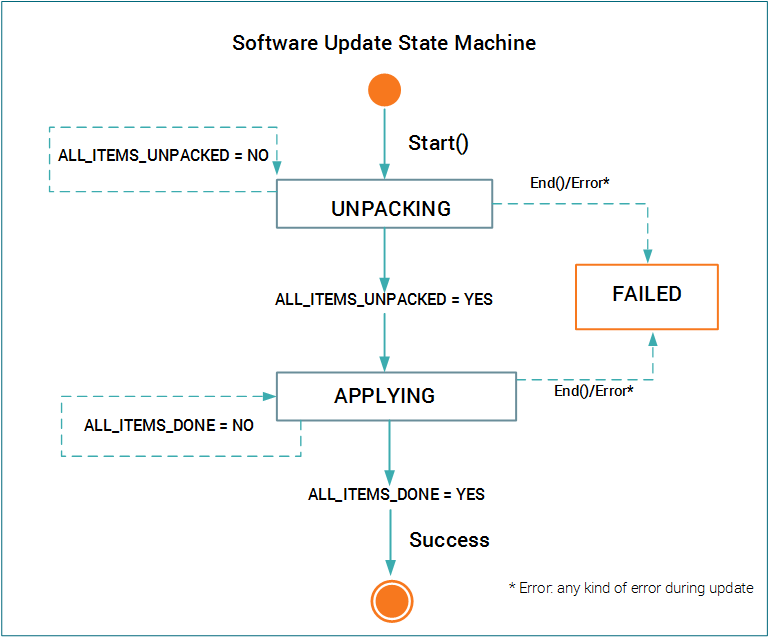 Software Update State Machine
Start()
ALL_ITEMS_UNPACKED = NO
End()/Error*
UNPACKING
FAILED
ALL_ITEMS_UNPACKED = YES
APPLYING
End()/Error*
ALL_ITEMS_DONE = NO
ALL_ITEMS_DONE = YES
Success
* Error: any kind of error during update